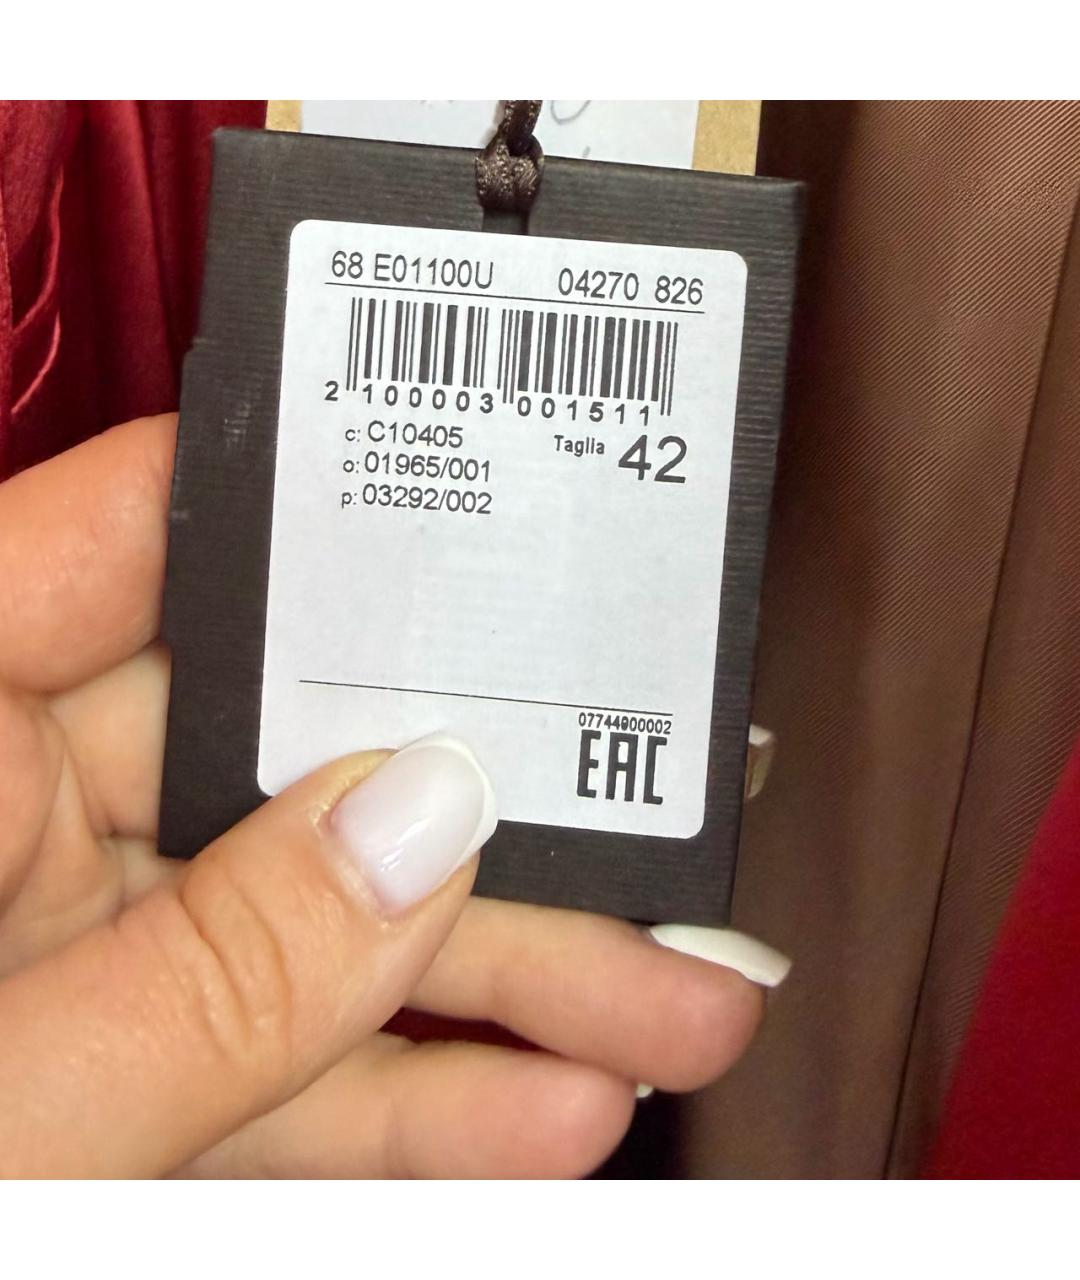 68 E01100U 04270 826
2 100003 001511
c: C10405
Taglia 42
o: 01965/001
p: 03292/002
07744900002
EAC